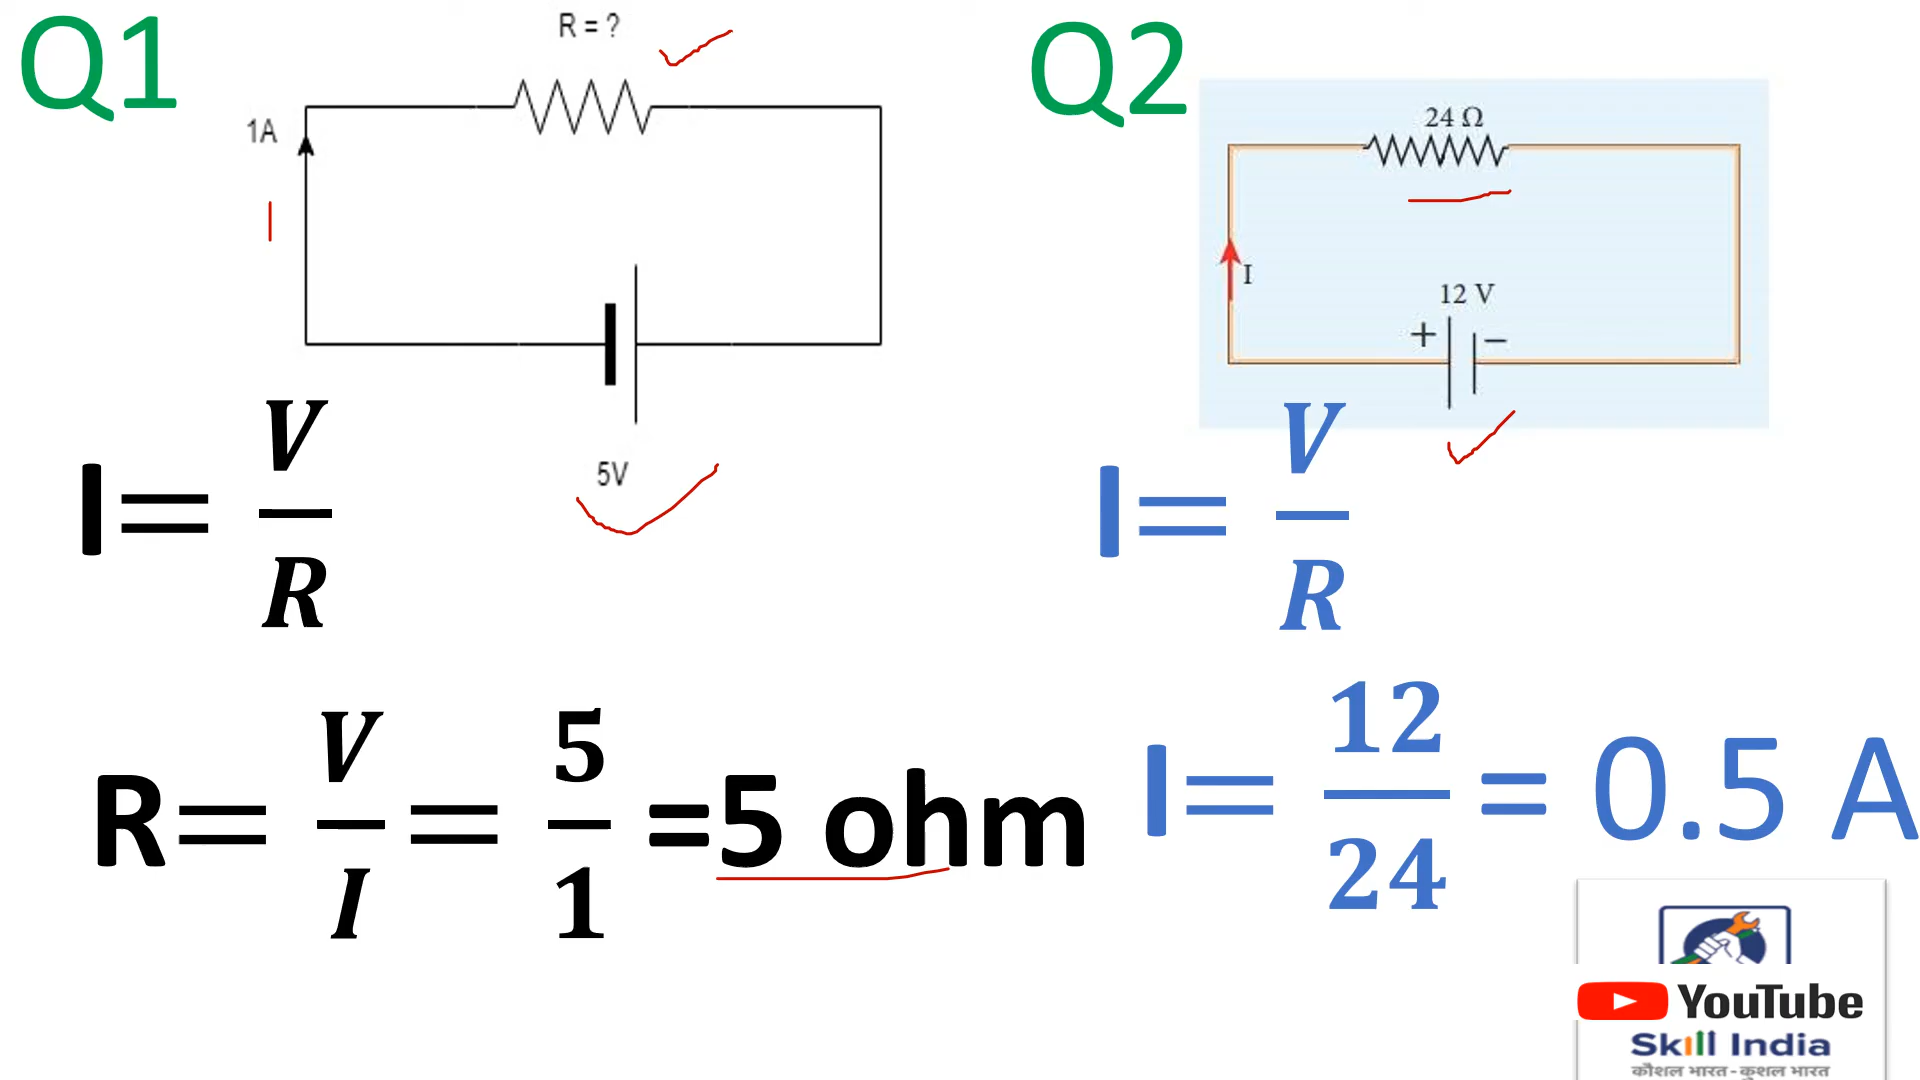 Q1
R = ?
1A
I
5V
I= V/R
R= V/I = 5/1 =5 ohm
Q2
24 Ω
I
12 V
+ −
I= V/R
I= 12/24 = 0.5 A
YouTube
Skill India
कौशल भारत - कुशल भारत